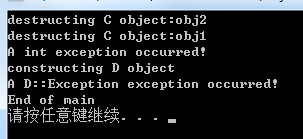 destructing C object:obj2
destructing C object:obj1
A int exception occurred!
constructing D object
A D::Exception exception occurred!
End of main
请按任意键继续. . .